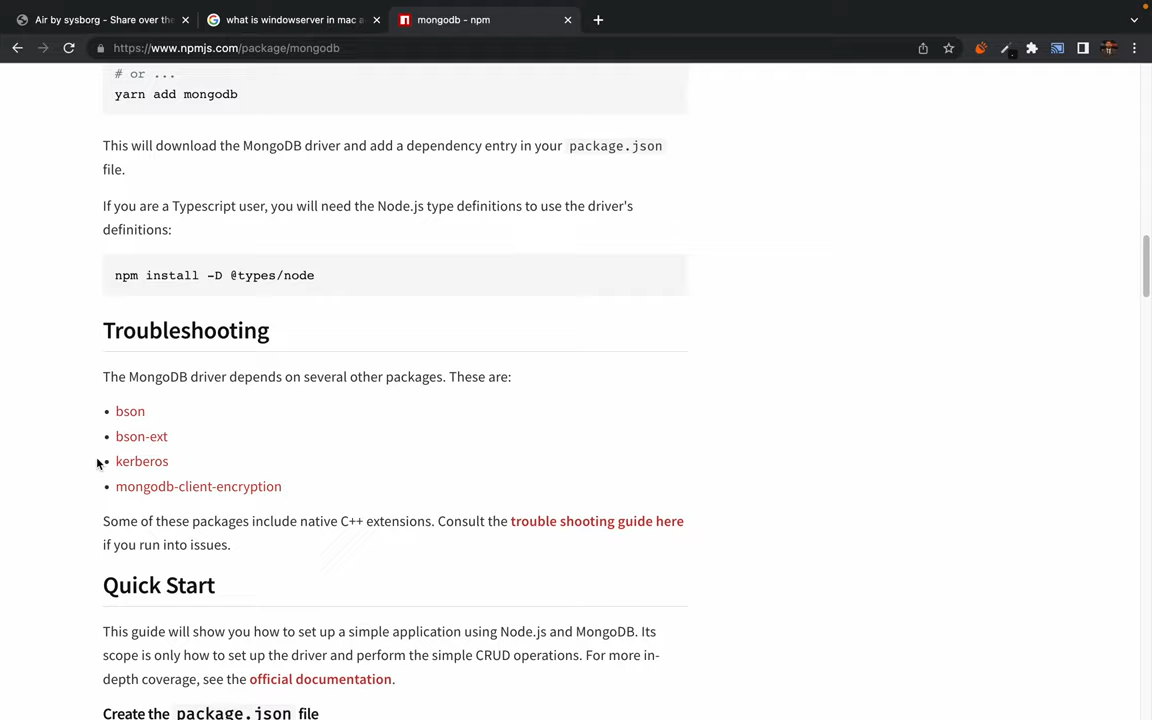 Air by sysborg - Share over the
what is windowserver in mac a
mongodb - npm
https://www.npmjs.com/package/mongodb
# or ...
yarn add mongodb
This will download the MongoDB driver and add a dependency entry in your package.json
file.
If you are a Typescript user, you will need the Node.js type definitions to use the driver's
definitions:
npm install -D @types/node
Troubleshooting
The MongoDB driver depends on several other packages. These are:
• bson
• bson-ext
• kerberos
• mongodb-client-encryption
Some of these packages include native C++ extensions. Consult the trouble shooting guide here
if you run into issues.
Quick Start
This guide will show you how to set up a simple application using Node.js and MongoDB. Its
scope is only how to set up the driver and perform the simple CRUD operations. For more in-
depth coverage, see the official documentation.
Create the package.json file